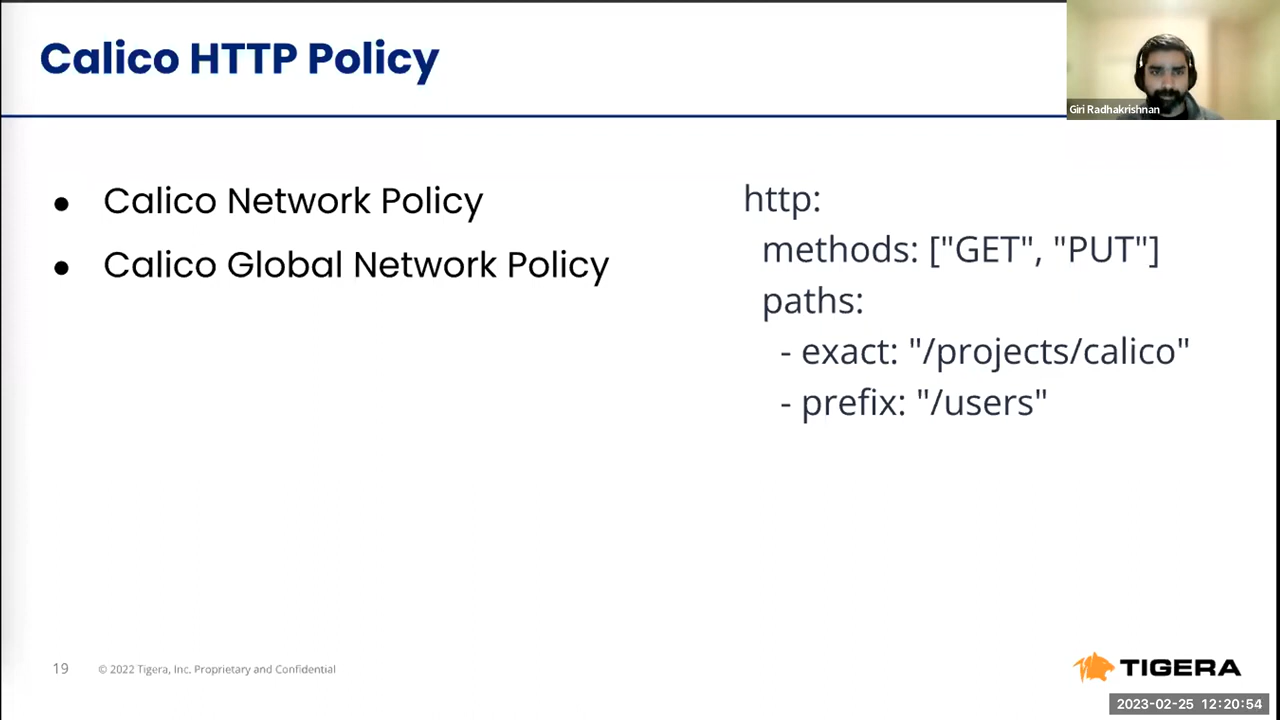 Calico HTTP Policy
Giri Radhakrishnan
● Calico Network Policy
● Calico Global Network Policy
http:
methods: ["GET", "PUT"]
paths:
- exact: "/projects/calico"
- prefix: "/users"
19 © 2022 Tigera, Inc. Proprietary and Confidential
TIGERA
2023-02-25 12:20:54